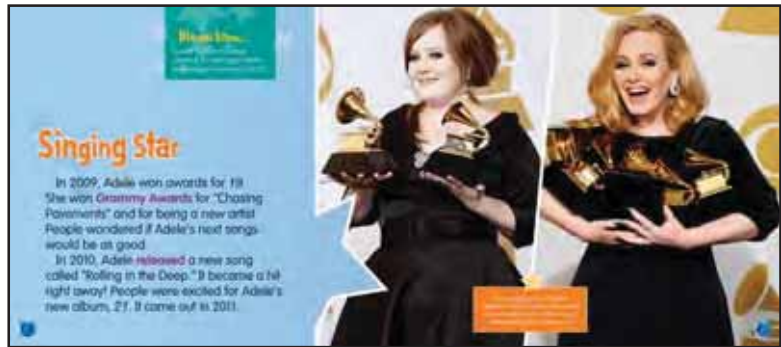 Did you know...
Singing Star
In 2009, Adele won awards for 19.
She won Grammy Awards for "Chasing
Pavements" and for being a new artist.
People wondered if Adele's next songs
would be as good.
In 2010, Adele released a new song
called "Rolling in the Deep." It became a hit
right away! People were excited for Adele's
new album, 21. It came out in 2011.